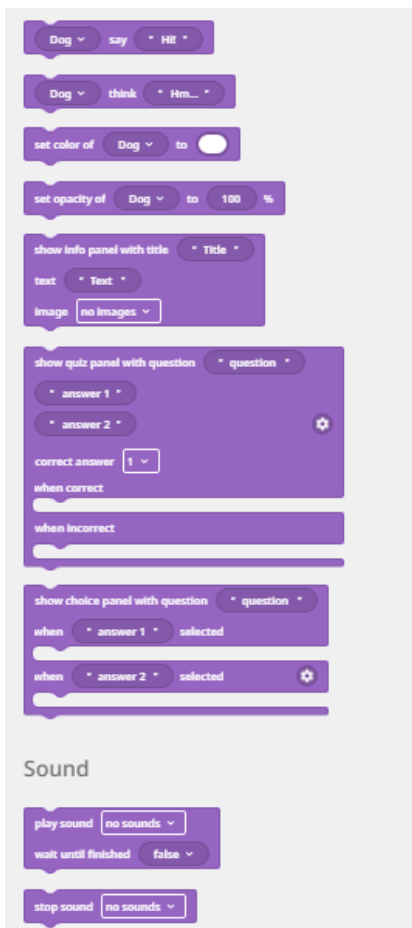 Dog say " Hi! "
Dog think " Hm... "
set color of Dog to
set opacity of Dog to 100 %
show info panel with title " Title "
text " Text "
image no images
show quiz panel with question " question "
" answer 1 "
" answer 2 "
correct answer 1
when correct
when incorrect
show choice panel with question " question "
when " answer 1 " selected
when " answer 2 " selected
Sound
play sound no sounds
wait until finished false
stop sound no sounds